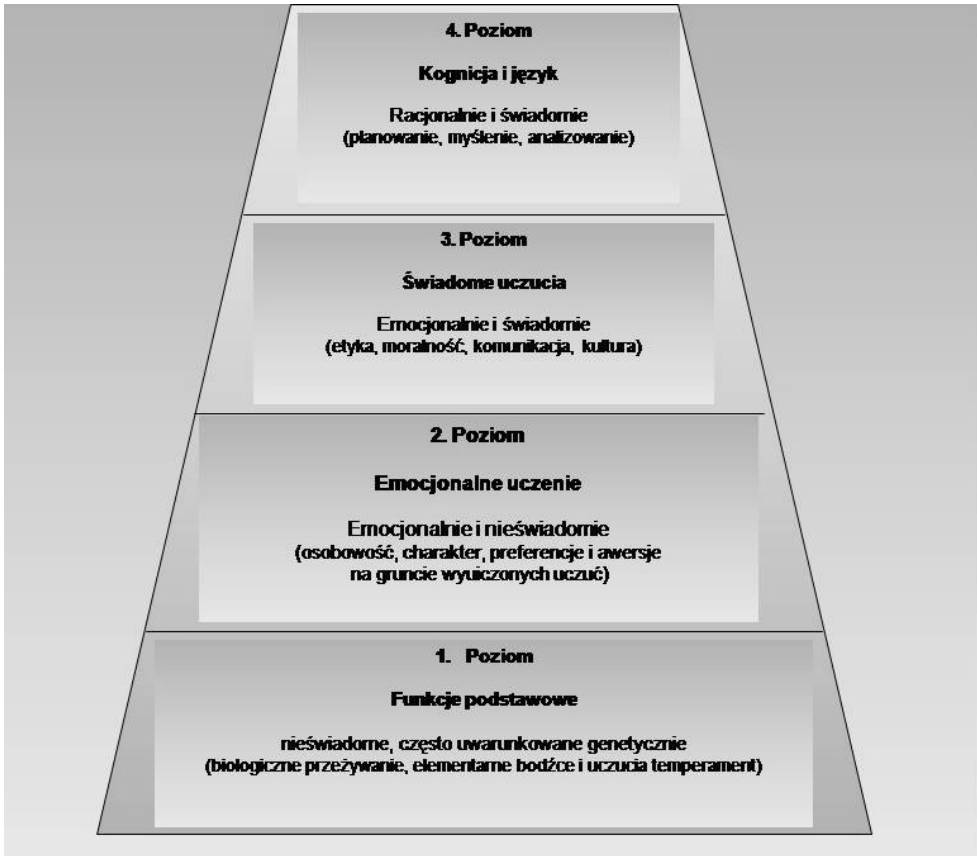 4. Poziom
Kognicja i język
Racjonalnie i świadomie
(planowanie, myślenie, analizowanie)
3. Poziom
Świadome uczucia
Emocjonalnie i świadomie
(etyka, moralność, komunikacja, kultura)
2. Poziom
Emocjonalne uczenie
Emocjonalnie i nieświadomie
(osobowość, charakter, preferencje i awersje
na gruncie wyuiczonych uczuć)
1. Poziom
Funkcje podstawowe
nieświadome, często uwarunkowane genetycznie
(biologiczne przeżywanie, elementarne bodźce i uczucia temperament)